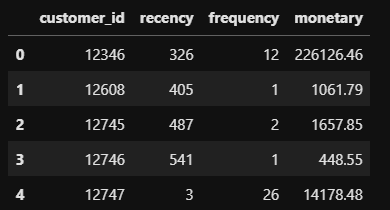 customer_id recency frequency monetary
0 12346 326 12 226126.46
1 12608 405 1 1061.79
2 12745 487 2 1657.85
3 12746 541 1 448.55
4 12747 3 26 14178.48